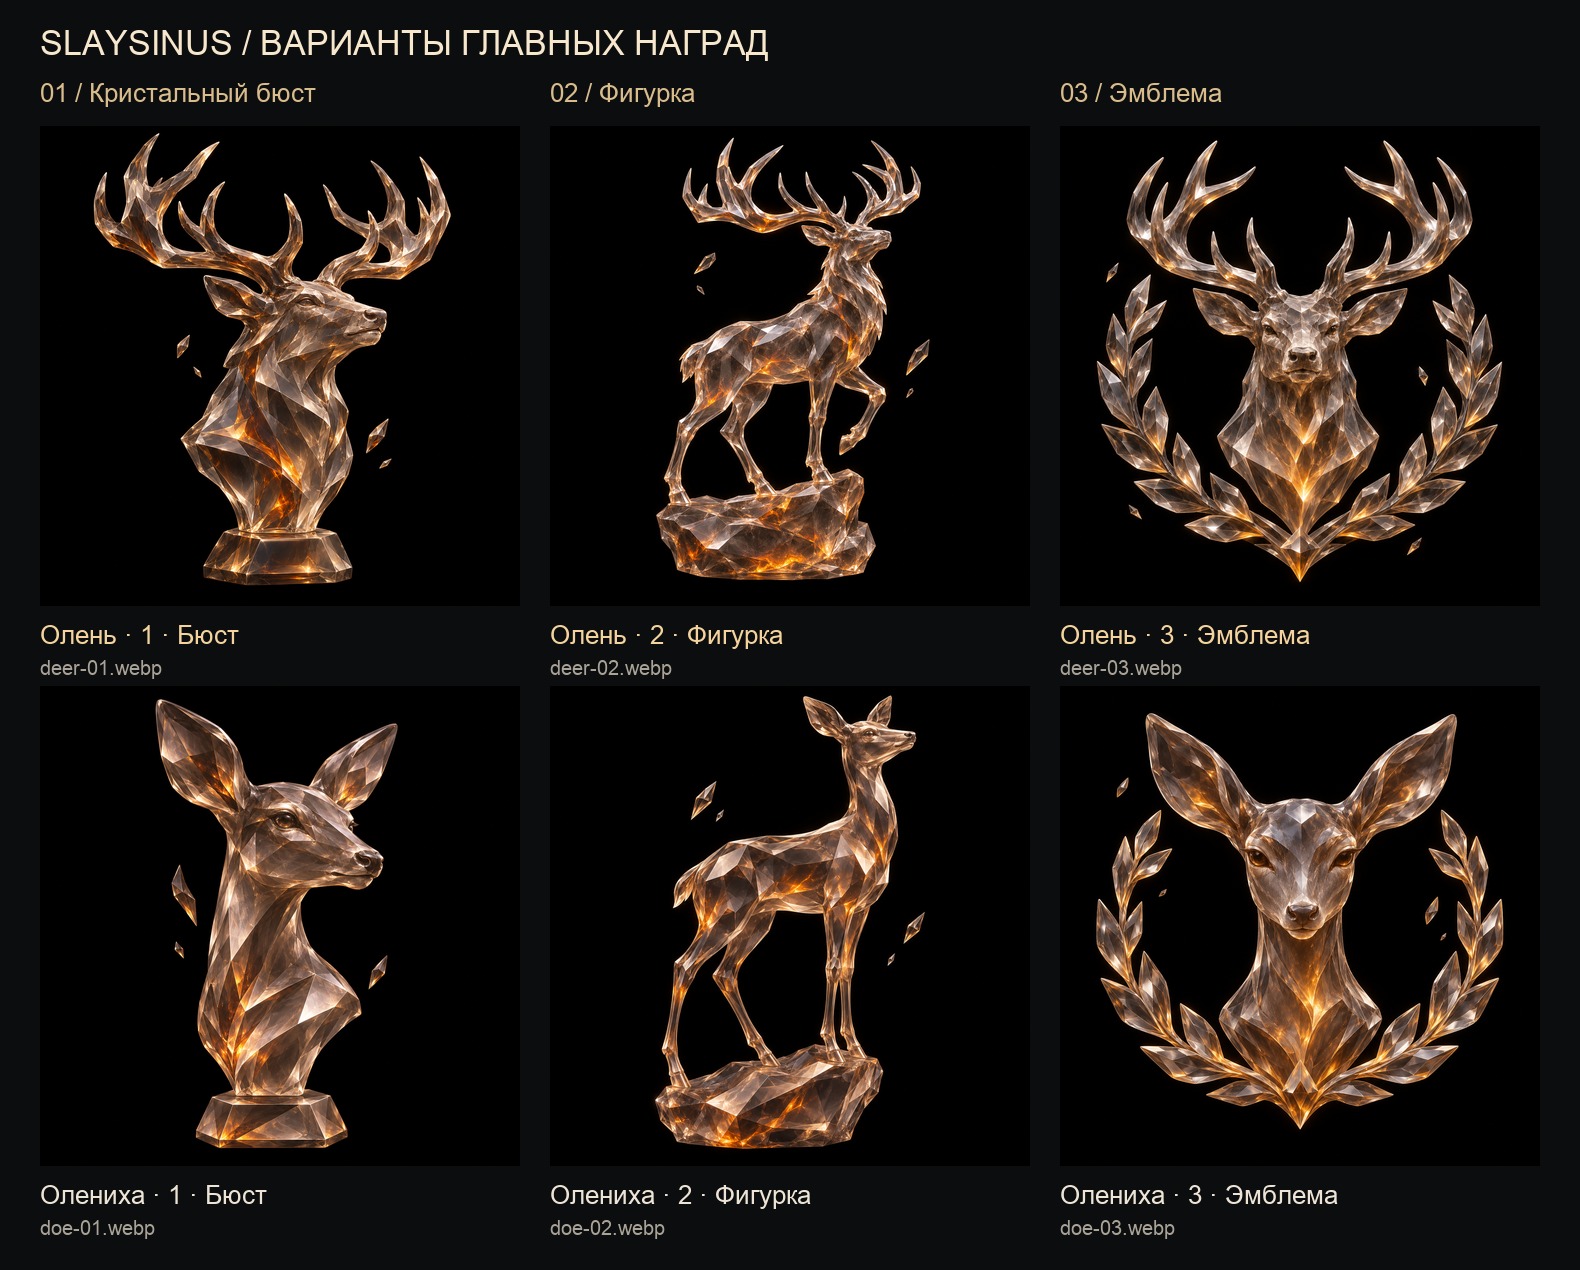 SLAYSINUS / ВАРИАНТЫ ГЛАВНЫХ НАГРАД
01 / Кристальный бюст
02 / Фигурка
03 / Эмблема
Олень · 1 · Бюст
deer-01.webp
Олень · 2 · Фигурка
deer-02.webp
Олень · 3 · Эмблема
deer-03.webp
Олениха · 1 · Бюст
doe-01.webp
Олениха · 2 · Фигурка
doe-02.webp
Олениха · 3 · Эмблема
doe-03.webp